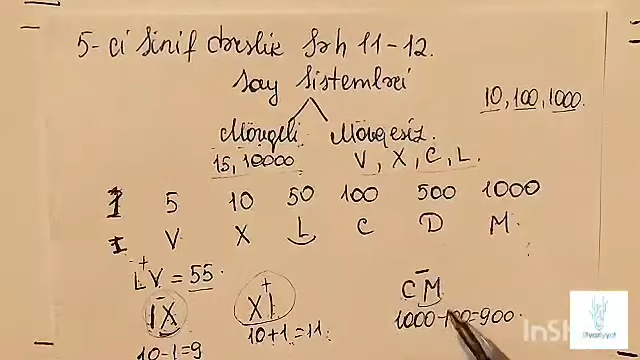 5-ci sinif dərslik səh 11-12.
Say sistemləri
10, 100, 1000.
Mövqeli Mövqesiz.
15, 10000 V, X, C, L.
1 5 10 50 100 500 1000
I V X L C D M.
LV = 55.
+
IX XI CM
- + -
10-1=9 10+1=11 1000-100=900.
InSh